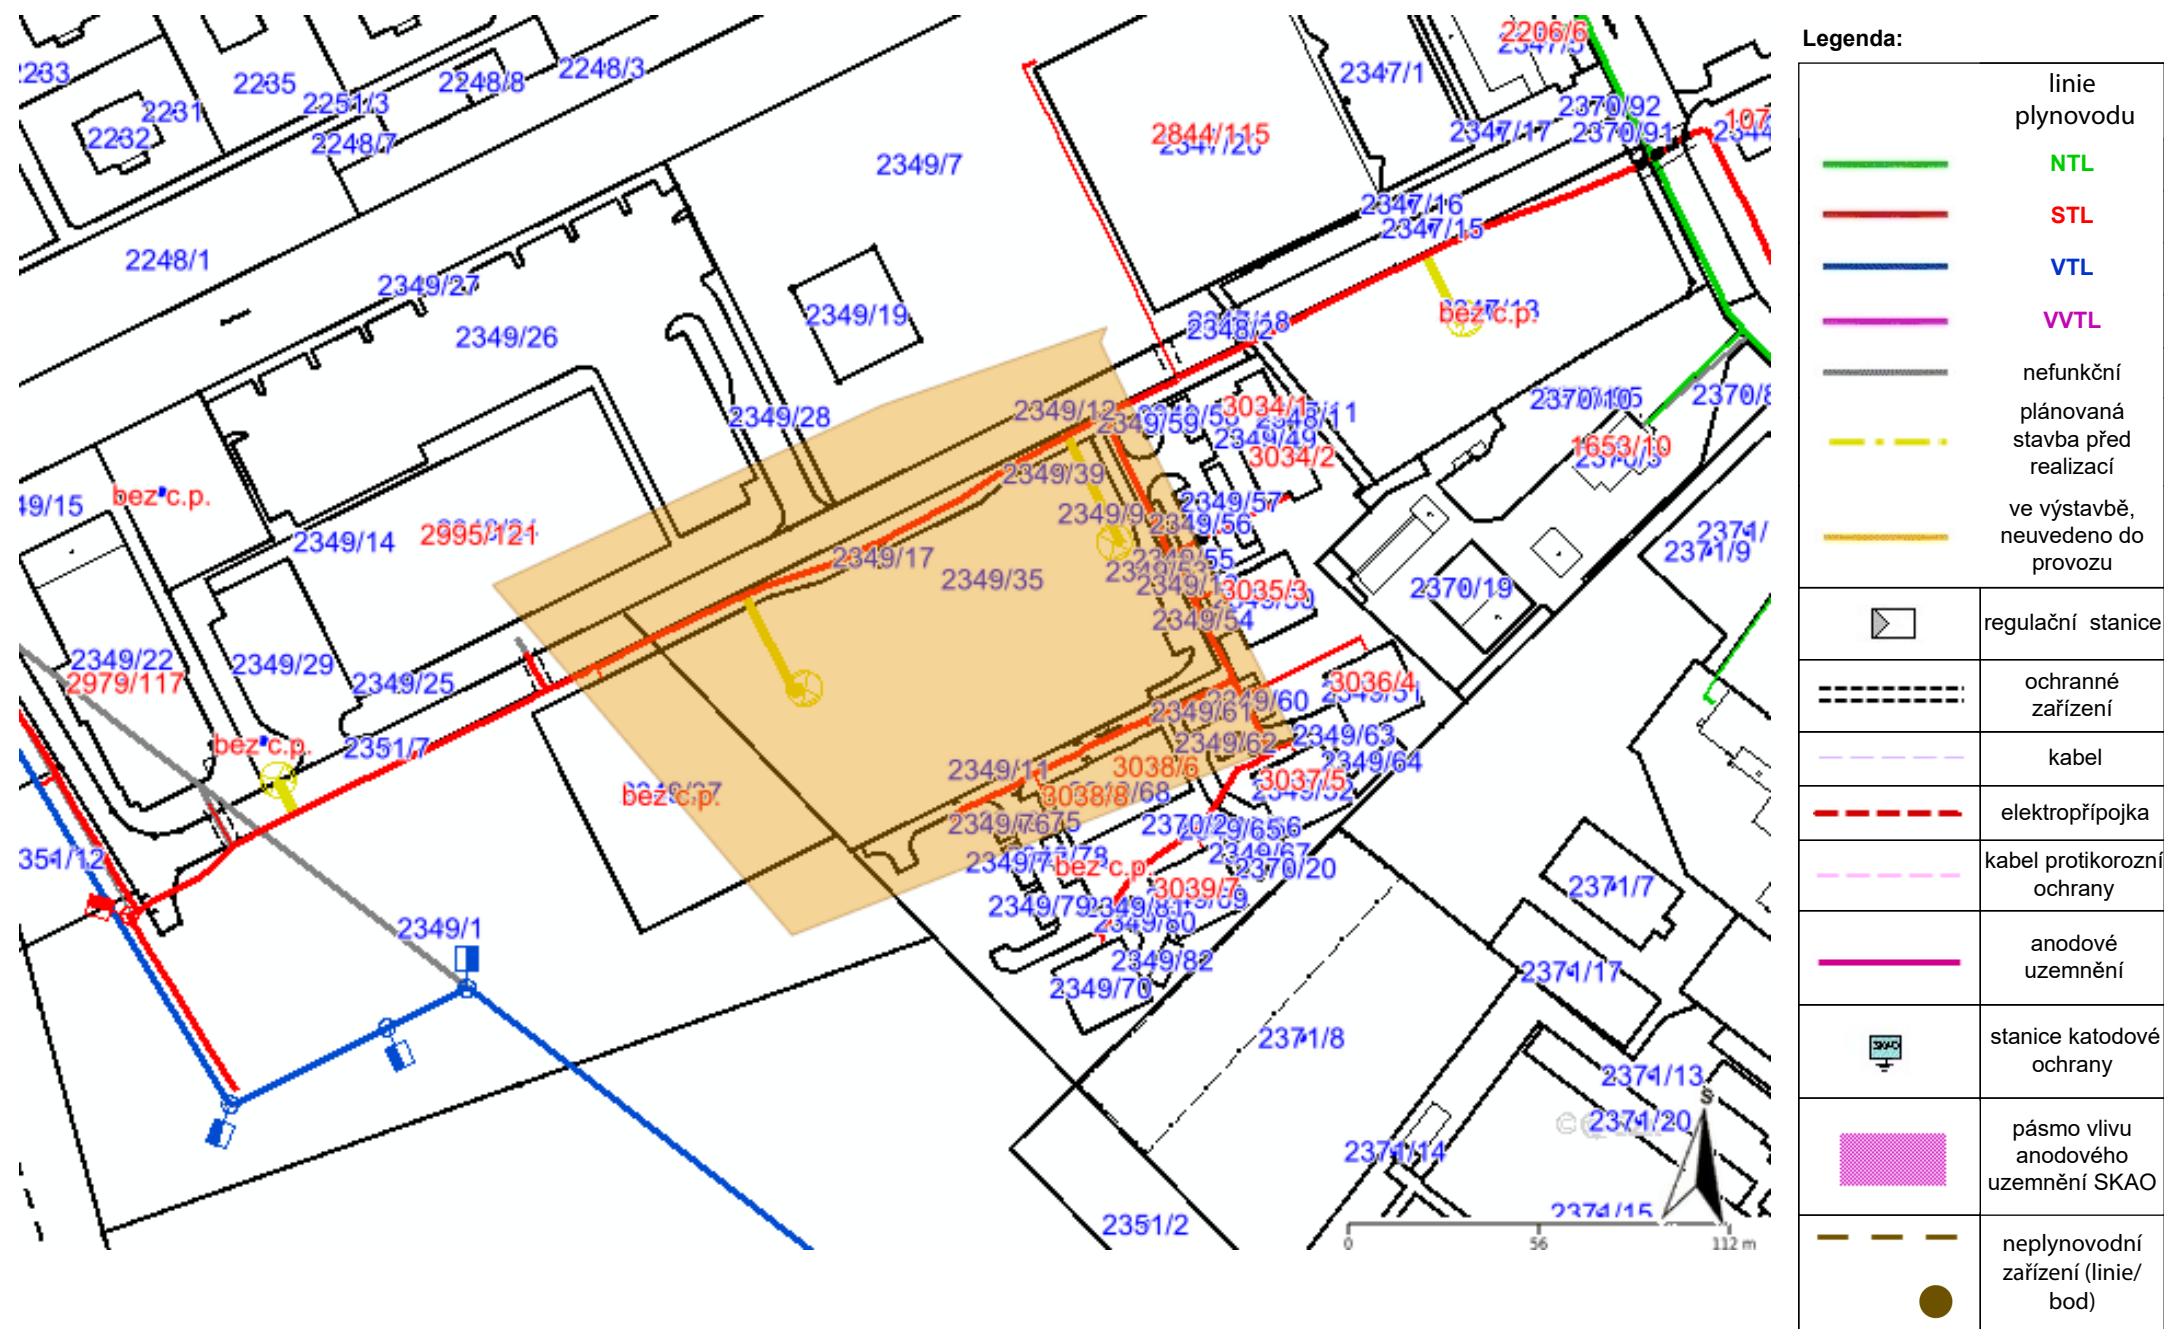 Legenda:
linie
plynovodu
NTL
STL
VTL
VVTL
nefunkční
plánovaná
stavba před
realizací
ve výstavbě,
neuvedeno do
provozu
regulační stanice
ochranné
zařízení
kabel
elektropřípojka
kabel protikorozní
ochrany
anodové
uzemnění
SKAO
stanice katodové
ochrany
pásmo vlivu
anodového
uzemnění SKAO
neplynovodní
zařízení (linie/
bod)
2233
2235
2231
2232
2251/3
2248/8
2248/3
2248/7
2248/1
2349/7
2347/1
2206/6
2370/92
2347/17
2370/91
2844/115
2347/16
2347/15
2349/27
2349/26
2349/19
2348/2
bez č.p.
2349/28
2349/12
2349/59
3034/1
2349/49
3034/2
1653/10
2349/39
49/15
bez č.p.
2349/14
2995/121
2349/9
2349/57
2349/56
2349/17
2349/35
3035/3
2349/54
2370/19
2371/9
2349/22
2979/117
2349/29
2349/25
bez č.p.
2351/7
2349/60
2349/61
3036/4
2349/62
2349/63
2349/64
2349/11
3038/6
3038/8
3037/5
bez č.p.
351/12
2349/67
2370/20
bez č.p.
3039/7
2349/1
2349/79
2349/80
2349/82
2349/70
2371/7
2371/17
2371/8
2371/13
2371/20
2371/14
2371/15
2351/2
S
0
56
112 m